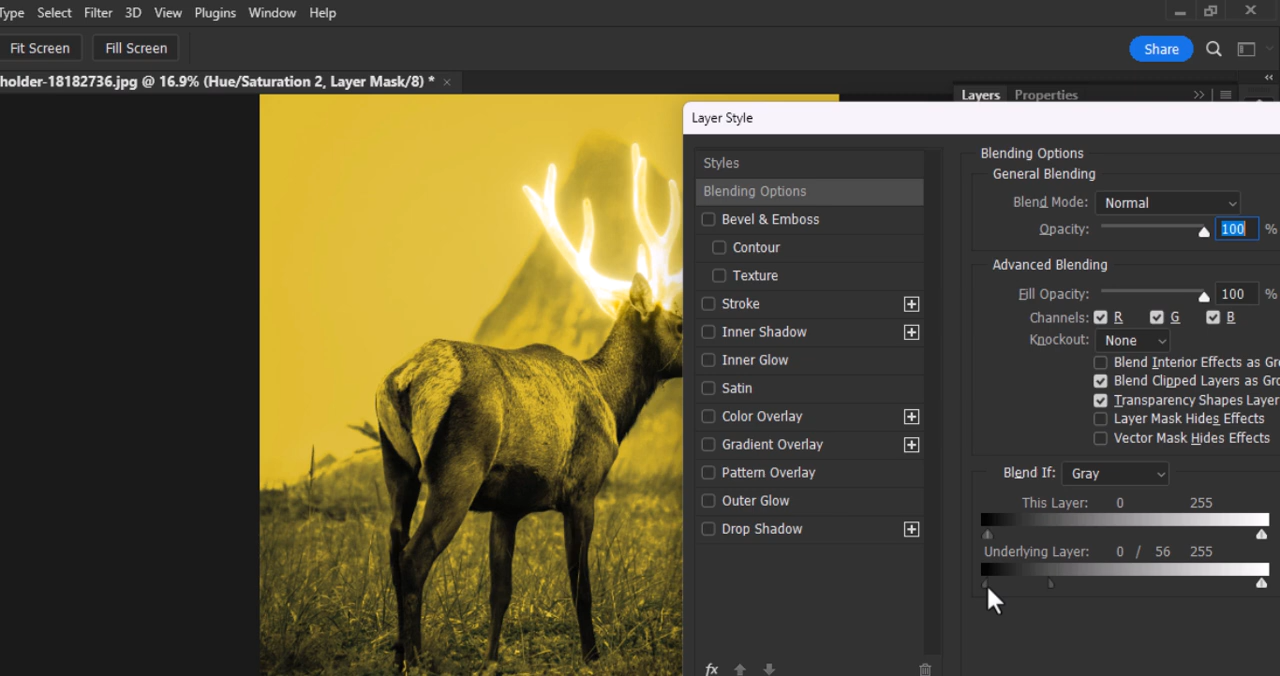 Type Select Filter 3D View Plugins Window Help
Fit Screen Fill Screen Share
holder-18182736.jpg @ 16.9% (Hue/Saturation 2, Layer Mask/8) * ×
Layers Properties
Layer Style
Styles
Blending Options
Bevel & Emboss
Contour
Texture
Stroke
Inner Shadow
Inner Glow
Satin
Color Overlay
Gradient Overlay
Pattern Overlay
Outer Glow
Drop Shadow
fx
Blending Options
General Blending
Blend Mode: Normal
Opacity: 100 %
Advanced Blending
Fill Opacity: 100 %
Channels: R G B
Knockout: None
Blend Interior Effects as Gro
Blend Clipped Layers as Gro
Transparency Shapes Layer
Layer Mask Hides Effects
Vector Mask Hides Effects
Blend If: Gray
This Layer: 0 255
Underlying Layer: 0 / 56 255